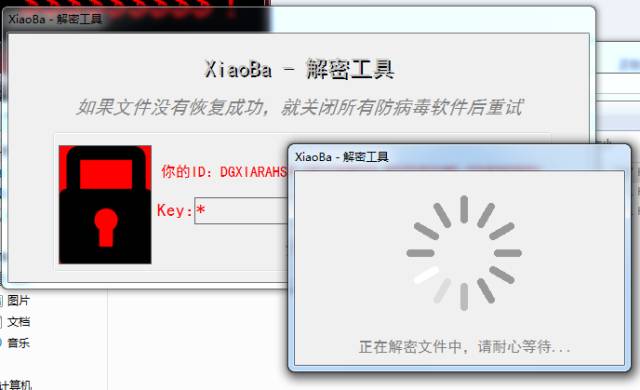 XiaoBa - 解密工具
XiaoBa - 解密工具
如果文件没有恢复成功，就关闭所有防病毒软件后重试
你的ID: DGXIARAHS
Key:*
XiaoBa - 解密工具
正在解密文件中，请耐心等待...
图片
文档
音乐
计算机